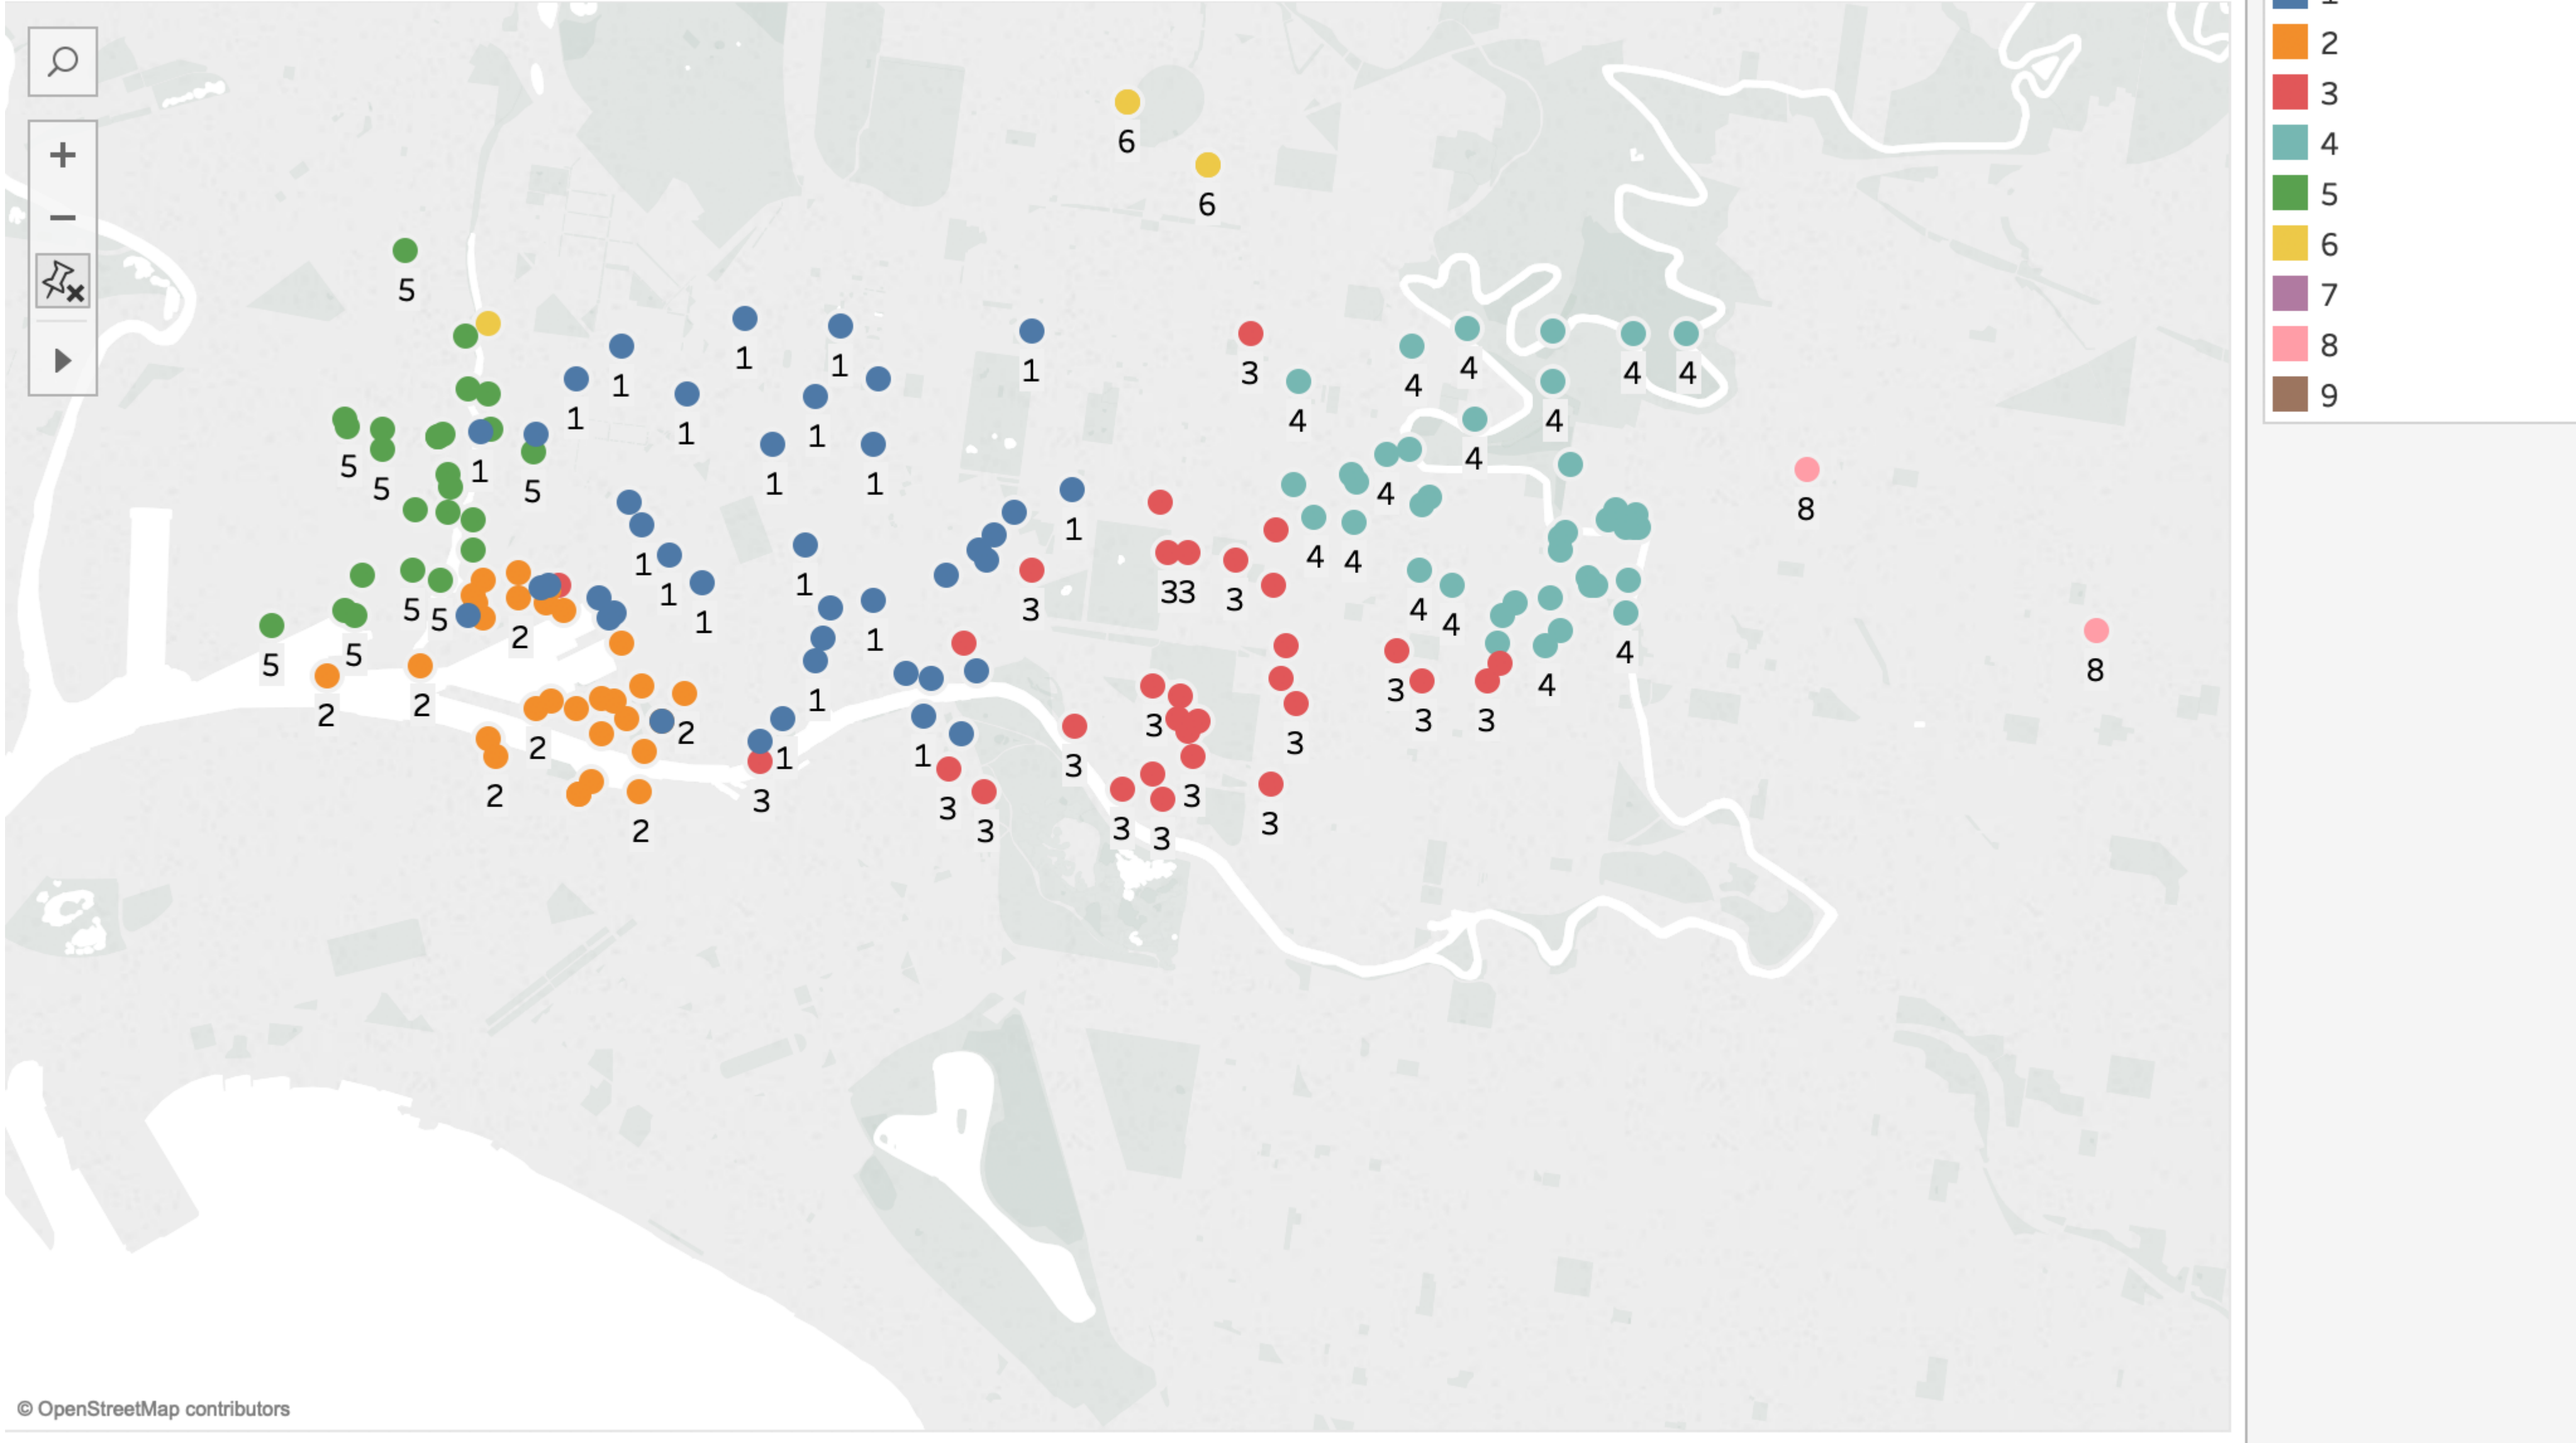 1
2
3
4
5
6
7
8
9
+
−
6
6
5
1 1 1 1 1
3 4 4 4 4 4
1 1 4
5 5 1 5 1 1 1 4 4
8
1 1 4 4
1 1 1 1
5 5 3 33 3 4 4
5 5 2 1 4
8
2 2 1 3 4
2 2 1 3 3 3 3
2 1 1 3
2 3 3 3 3 3
2 3 3 3
© OpenStreetMap contributors